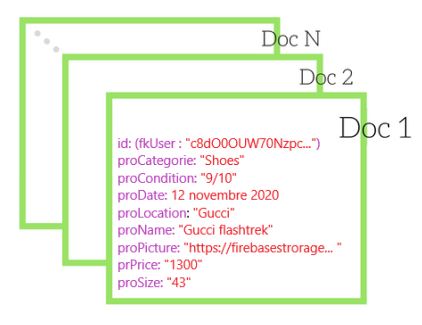 Doc N
Doc 2
Doc 1
id: (fkUser : "c8dO0OUW70Nzpc...")
proCategorie: "Shoes"
proCondition: "9/10"
proDate: 12 novembre 2020
proLocation: "Gucci"
proName: "Gucci flashtrek"
proPicture: "https://firebasestrorage... "
prPrice: "1300"
proSize: "43"